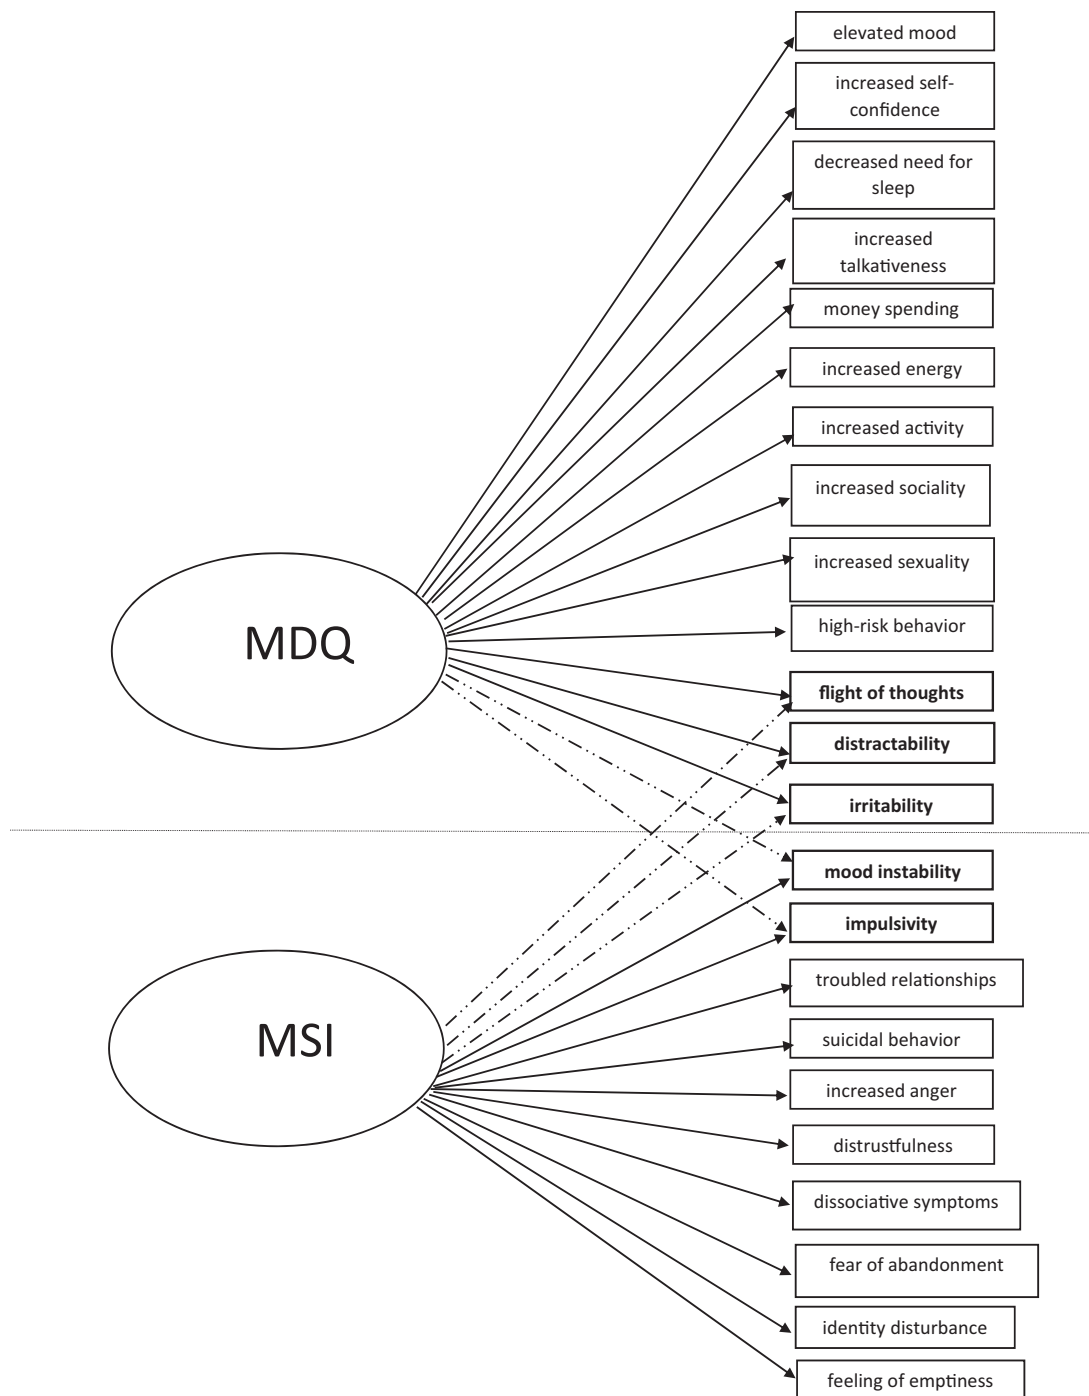 elevated mood
increased self-
confidence
decreased need for
sleep
increased
talkativeness
money spending
increased energy
increased activity
increased sociality
increased sexuality
MDQ
high-risk behavior
flight of thoughts
distractability
irritability
mood instability
impulsivity
troubled relationships
MSI
suicidal behavior
increased anger
distrustfulness
dissociative symptoms
fear of abandonment
identity disturbance
feeling of emptiness